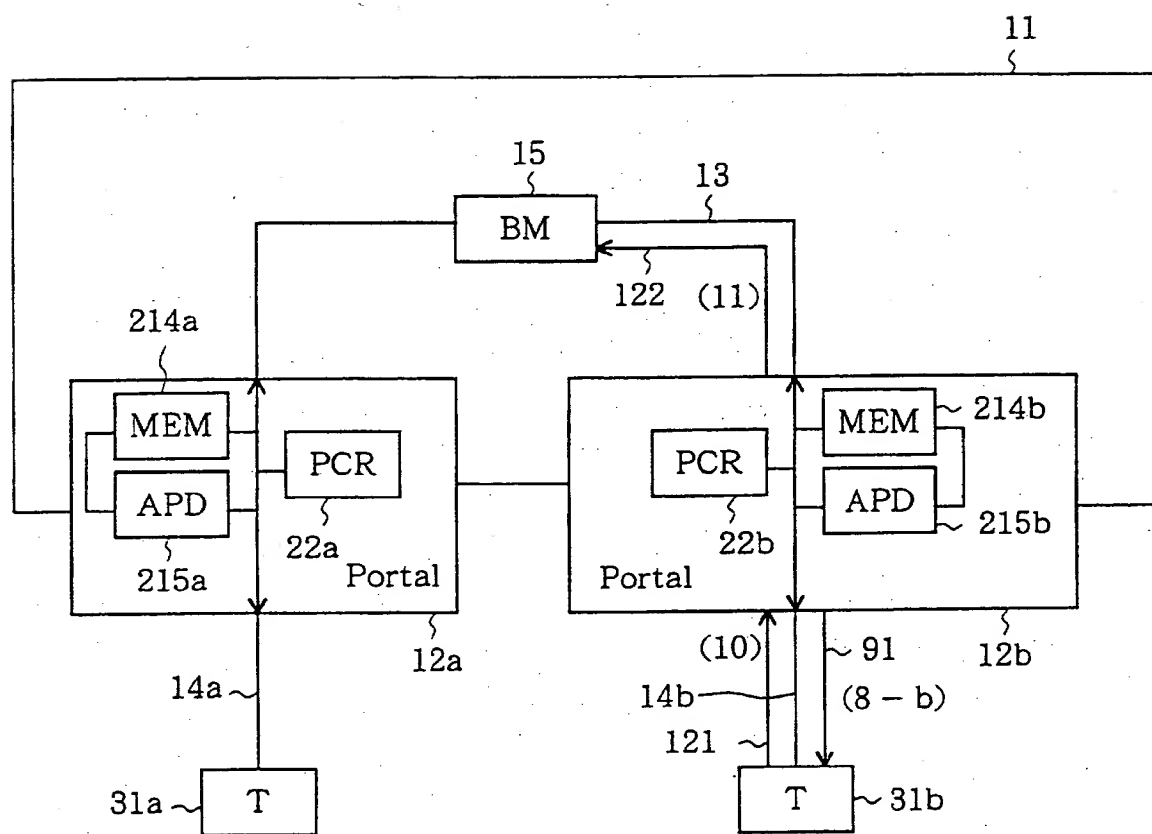 11
15
13
BM
122
(11)
214a
MEM
MEM
214b
PCR
PCR
APD
APD
22a
22b
215b
215a
Portal
Portal
12a
(10)
91
12b
14a
14b
(8 - b)
121
31a
T
T
31b